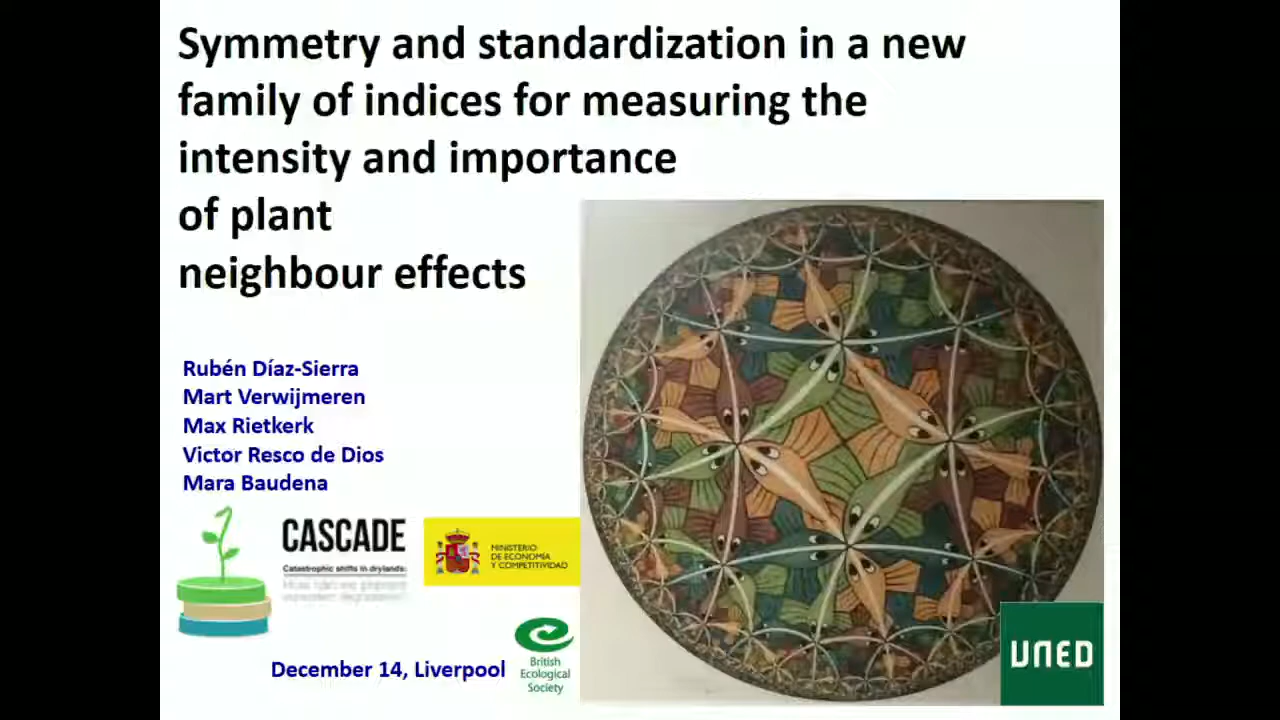 Symmetry and standardization in a new
family of indices for measuring the
intensity and importance
of plant
neighbour effects
Rubén Díaz-Sierra
Mart Verwijmeren
Max Rietkerk
Victor Resco de Dios
Mara Baudena
CASCADE
Catastrophic shifts in drylands:
MINISTERIO
DE ECONOMÍA
Y COMPETITIVIDAD
British
Ecological
Society
December 14, Liverpool
UNED